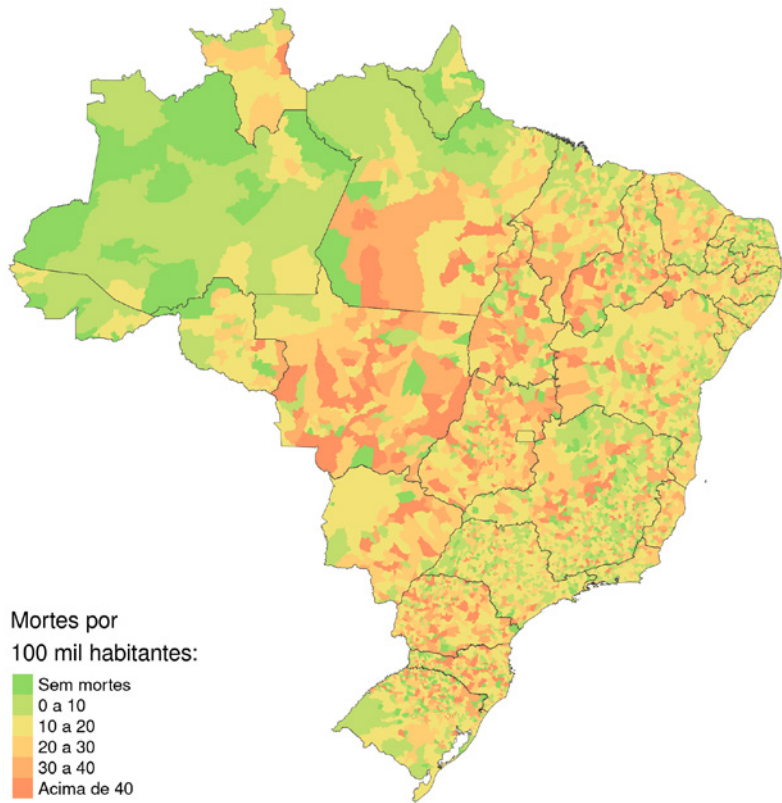 Mortes por
100 mil habitantes:
Sem mortes
0 a 10
10 a 20
20 a 30
30 a 40
Acima de 40